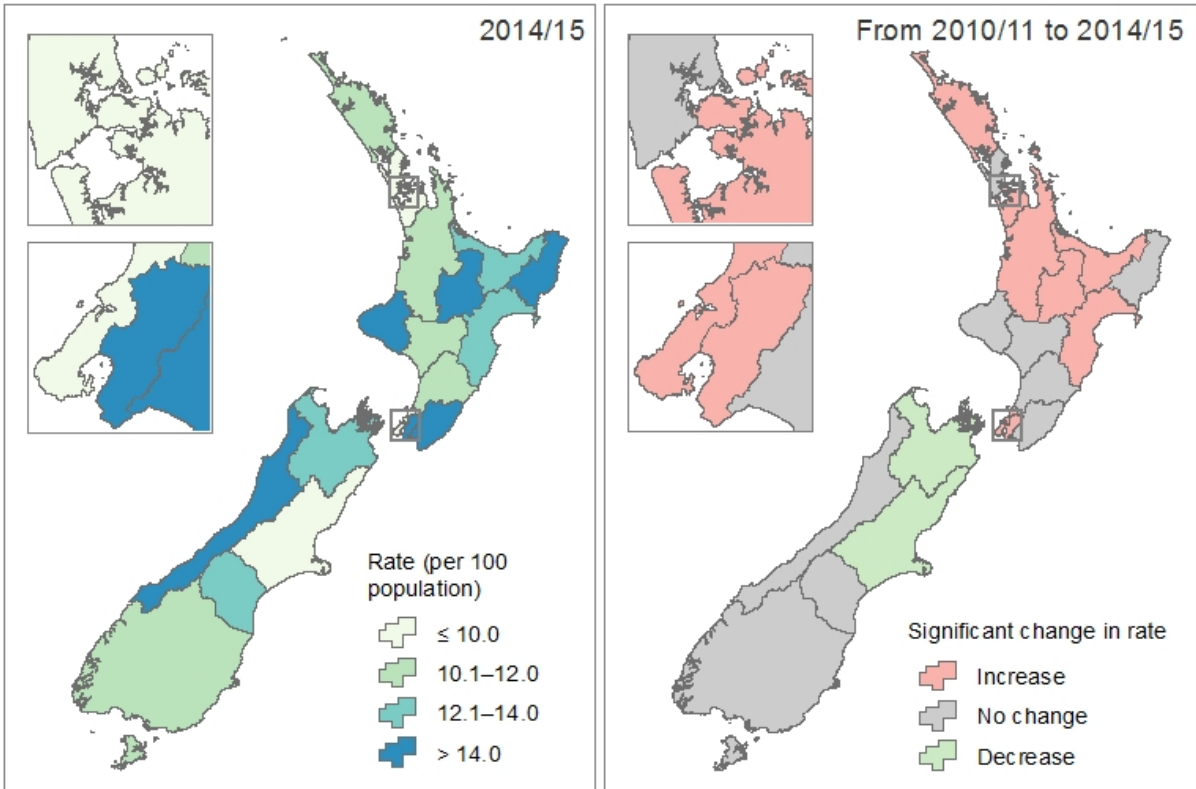 2014/15
Rate (per 100
population)
≤ 10.0
10.1–12.0
12.1–14.0
> 14.0
From 2010/11 to 2014/15
Significant change in rate
Increase
No change
Decrease